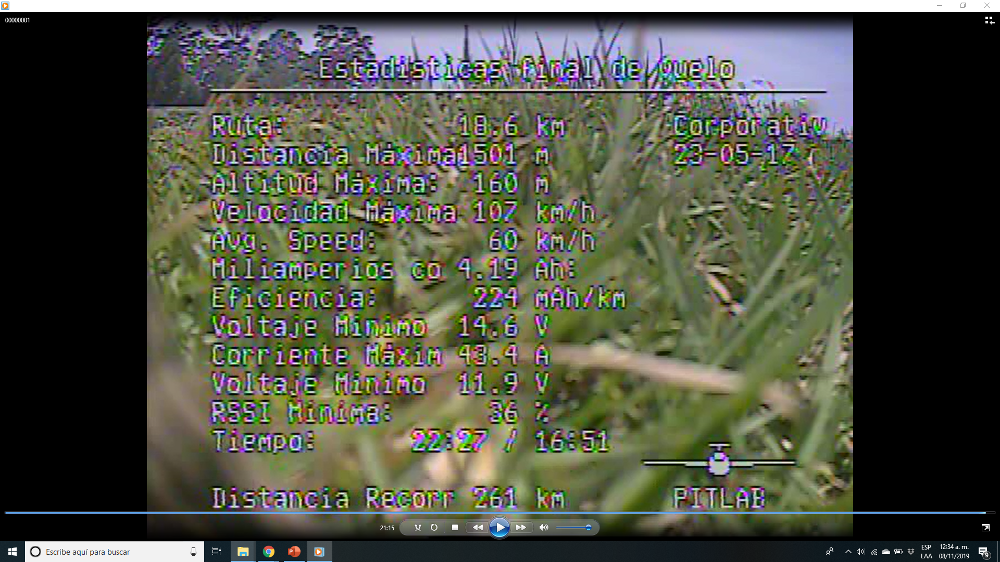 00000001
Estadisticas final de vuelo
Ruta: 18.6 km Corporativ
Distancia Máxima1501 m 23-05-17
Altitud Máxima: 160 m
Velocidad Máxima 107 km/h
Avg. Speed: 60 km/h
Miliamperios co 4.19 Ah:
Eficiencia: 224 mAh/km
Voltaje Minimo 14.6 V
Corriente Máxim 43.4 A
Voltaje Minimo 11.9 V
RSSI Minima: 36 %
Tiempo: 22:27 / 16:51
Distancia Recorr 261 km PITLAB
21:15
Escribe aquí para buscar
ESP 12:34 a. m.
LAA 08/11/2019
9